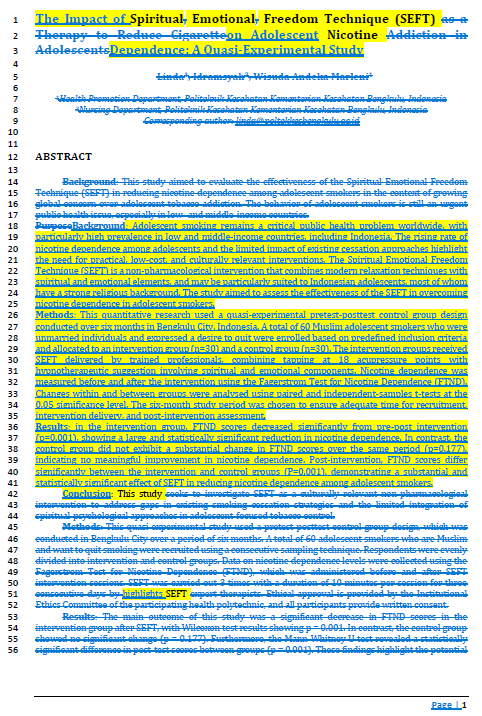 1 The Impact of Spiritual, Emotional, Freedom Technique (SEFT) as a
2 Therapy to Reduce Cigarette on Adolescent Nicotine Addiction in
3 Adolescents Dependence: A Quasi-Experimental Study
4
5 Linda¹, Idramsyah², Wisuda Andeka Marleni³
6
7 ¹Health Promotion Department, Politeknik Kesehatan Kementerian Kesehatan Bengkulu, Indonesia
8 ²Nursing Department, Politeknik Kesehatan Kementerian Kesehatan Bengkulu, Indonesia
9 Corresponding author: linda@poltekkesbengkulu.ac.id
10
11
12 ABSTRACT
13
14 Background: This study aimed to evaluate the effectiveness of the Spiritual Emotional Freedom
15 Technique (SEFT) in reducing nicotine dependence among adolescent smokers in the context of growing
16 global concern over adolescent tobacco addiction. The behavior of adolescent smokers is still an urgent
17 public health issue, especially in low- and middle-income countries.
18 Purpose Background: Adolescent smoking remains a critical public health problem worldwide, with
19 particularly high prevalence in low and middle-income countries, including Indonesia. The rising rate of
20 nicotine dependence among adolescents and the limited impact of existing cessation approaches highlight
21 the need for practical, low-cost, and culturally relevant interventions. The Spiritual Emotional Freedom
22 Technique (SEFT) is a non-pharmacological intervention that combines modern relaxation techniques with
23 spiritual and emotional elements, and may be particularly suited to Indonesian adolescents, most of whom
24 have a strong religious background. The study aimed to assess the effectiveness of the SEFT in overcoming
25 nicotine dependence in adolescent smokers.
26 Methods: This quantitative research used a quasi-experimental pretest-posttest control group design
27 conducted over six months in Bengkulu City, Indonesia. A total of 60 Muslim adolescent smokers who were
28 unmarried individuals and expressed a desire to quit were enrolled based on predefined inclusion criteria
29 and allocated to an intervention group (n=30) and a control group (n=30). The intervention groups received
30 SEFT delivered by trained professionals, combining tapping at 18 acupressure points with
31 hypnotherapeutic suggestion involving spiritual and emotional components. Nicotine dependence was
32 measured before and after the intervention using the Fagerstrom Test for Nicotine Dependence (FTND).
33 Changes within and between groups were analysed using paired and independent-samples t-tests at the
34 0.05 significance level. The six-month study period was chosen to ensure adequate time for recruitment,
35 intervention delivery, and post-intervention assessment.
36 Results: in the intervention group, FTND scores decreased significantly from pre-post intervention
37 (p=0.001), showing a large and statistically significant reduction in nicotine dependence. In contrast, the
38 control group did not exhibit a substantial change in FTND scores over the same period (p=0.177),
39 indicating no meaningful improvement in nicotine dependence. Post-intervention, FTND scores differ
40 significantly between the intervention and control groups (P=0.001), demonstrating a substantial and
41 statistically significant effect of SEFT in reducing nicotine dependence among adolescent smokers.
42 Conclusion: This study seeks to investigate SEFT as a culturally relevant non-pharmacological
43 intervention to address gaps in existing smoking cessation strategies and the limited integration of
44 spiritual-psychological approaches in adolescent-focused tobacco control.
45 Methods: This quasi-experimental study used a pretest-posttest control group design, which was
46 conducted in Bengkulu City over a period of six months. A total of 60 adolescent smokers who are Muslim
47 and want to quit smoking were recruited using a consecutive sampling technique. Respondents were evenly
48 divided into intervention and control groups. Data on nicotine dependence levels were collected using the
49 Fagerstrom Test for Nicotine Dependence (FTND), which was administered before and after SEFT
50 intervention sessions. SEFT was carried out 3 times with a duration of 10 minutes per session for three
51 consecutive days by highlights SEFT expert therapists. Ethical approval is provided by the Institutional
52 Ethics Committee of the participating health polytechnic, and all participants provide written consent.
53 Results: The main outcome of this study was a significant decrease in FTND scores in the
54 intervention group after SEFT, with Wilcoxon test results showing p = 0.001. In contrast, the control group
55 showed no significant change (p = 0.177). Furthermore, the Mann-Whitney U test revealed a statistically
56 significant difference in post-test scores between groups (p = 0.001). These findings highlight the potential
Page | 1